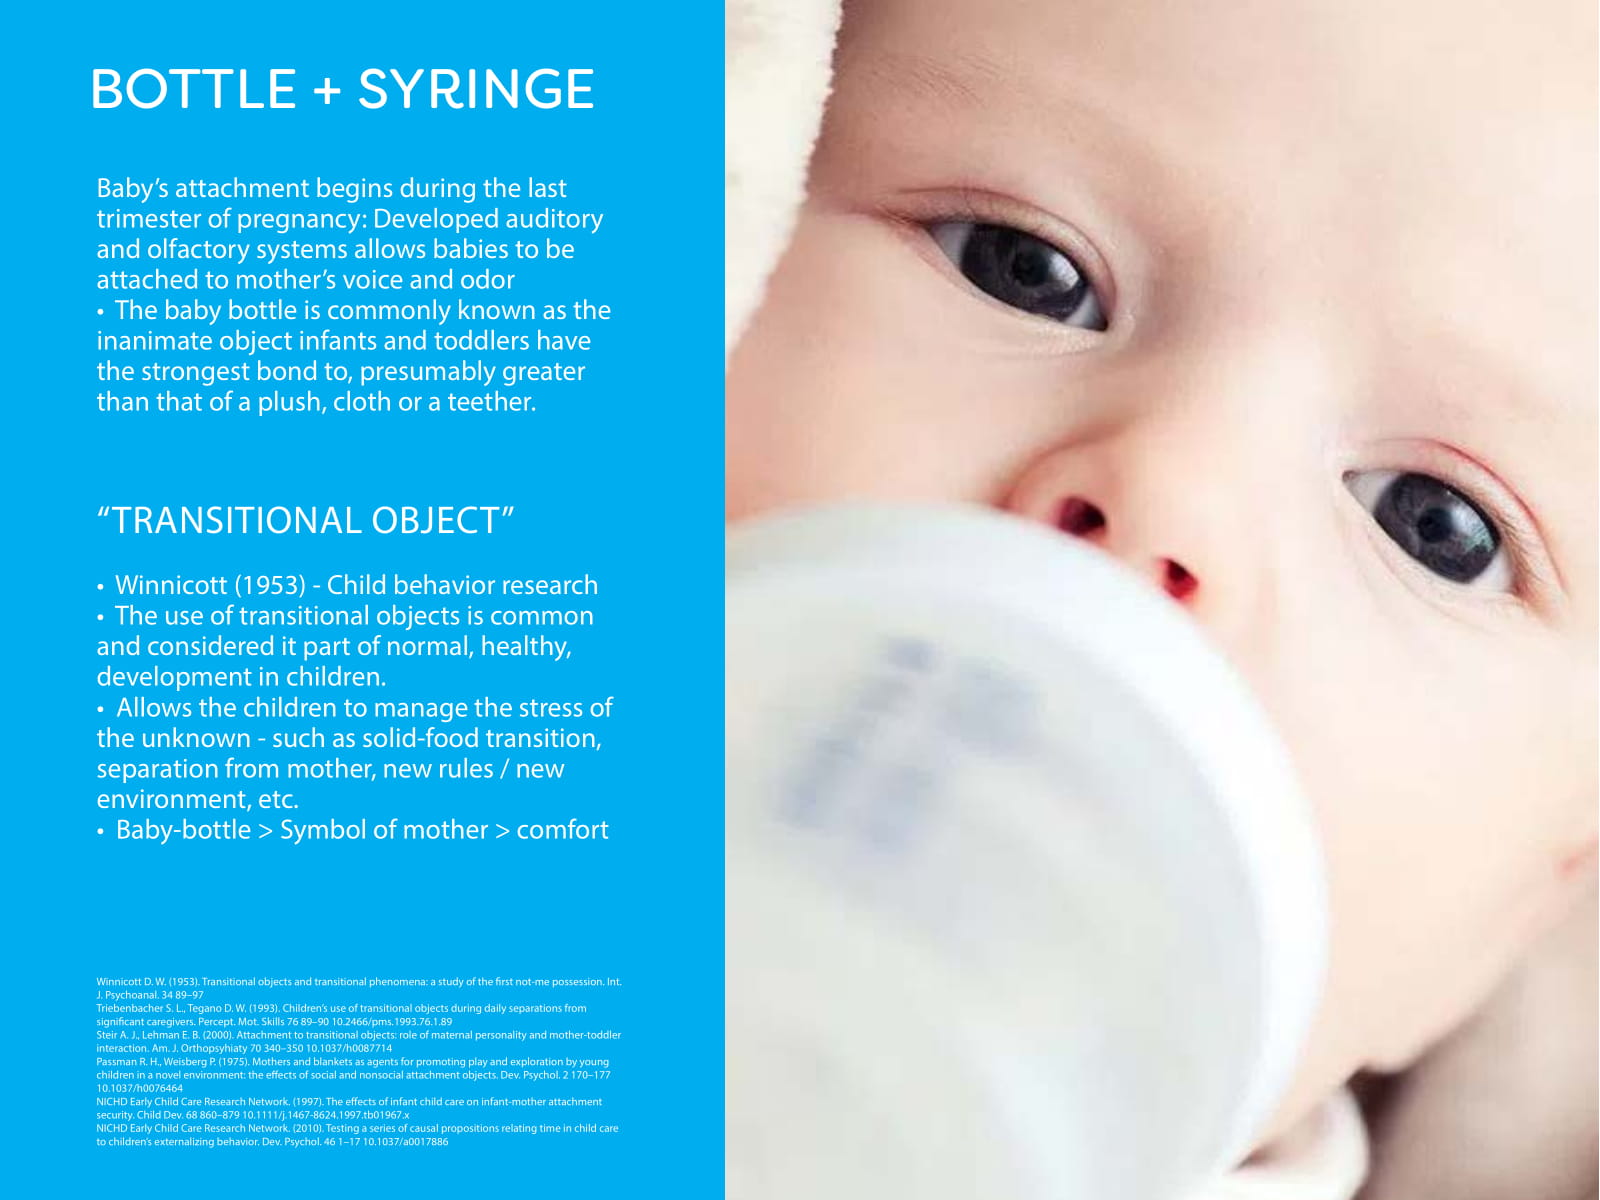 BOTTLE + SYRINGE
Baby’s attachment begins during the last
trimester of pregnancy: Developed auditory
and olfactory systems allows babies to be
attached to mother’s voice and odor
• The baby bottle is commonly known as the
inanimate object infants and toddlers have
the strongest bond to, presumably greater
than that of a plush, cloth or a teether.
“TRANSITIONAL OBJECT”
• Winnicott (1953) - Child behavior research
• The use of transitional objects is common
and considered it part of normal, healthy,
development in children.
• Allows the children to manage the stress of
the unknown - such as solid-food transition,
separation from mother, new rules / new
environment, etc.
• Baby-bottle > Symbol of mother > comfort
Winnicott D. W. (1953). Transitional objects and transitional phenomena: a study of the first not-me possession. Int.
J. Psychoanal. 34 89–97
Triebenbacher S. L., Tegano D. W. (1993). Children’s use of transitional objects during daily separations from
significant caregivers. Percept. Mot. Skills 76 89–90 10.2466/pms.1993.76.1.89
Steir A. J., Lehman E. B. (2000). Attachment to transitional objects: role of maternal personality and mother-toddler
interaction. Am. J. Orthopsyhiaty 70 340–350 10.1037/h0087714
Passman R. H., Weisberg P. (1975). Mothers and blankets as agents for promoting play and exploration by young
children in a novel environment: the effects of social and nonsocial attachment objects. Dev. Psychol. 2 170–177
10.1037/h0076464
NICHD Early Child Care Research Network. (1997). The effects of infant child care on infant-mother attachment
security. Child Dev. 68 860–879 10.1111/j.1467-8624.1997.tb01967.x
NICHD Early Child Care Research Network. (2010). Testing a series of causal propositions relating time in child care
to children’s externalizing behavior. Dev. Psychol. 46 1–17 10.1037/a0017886